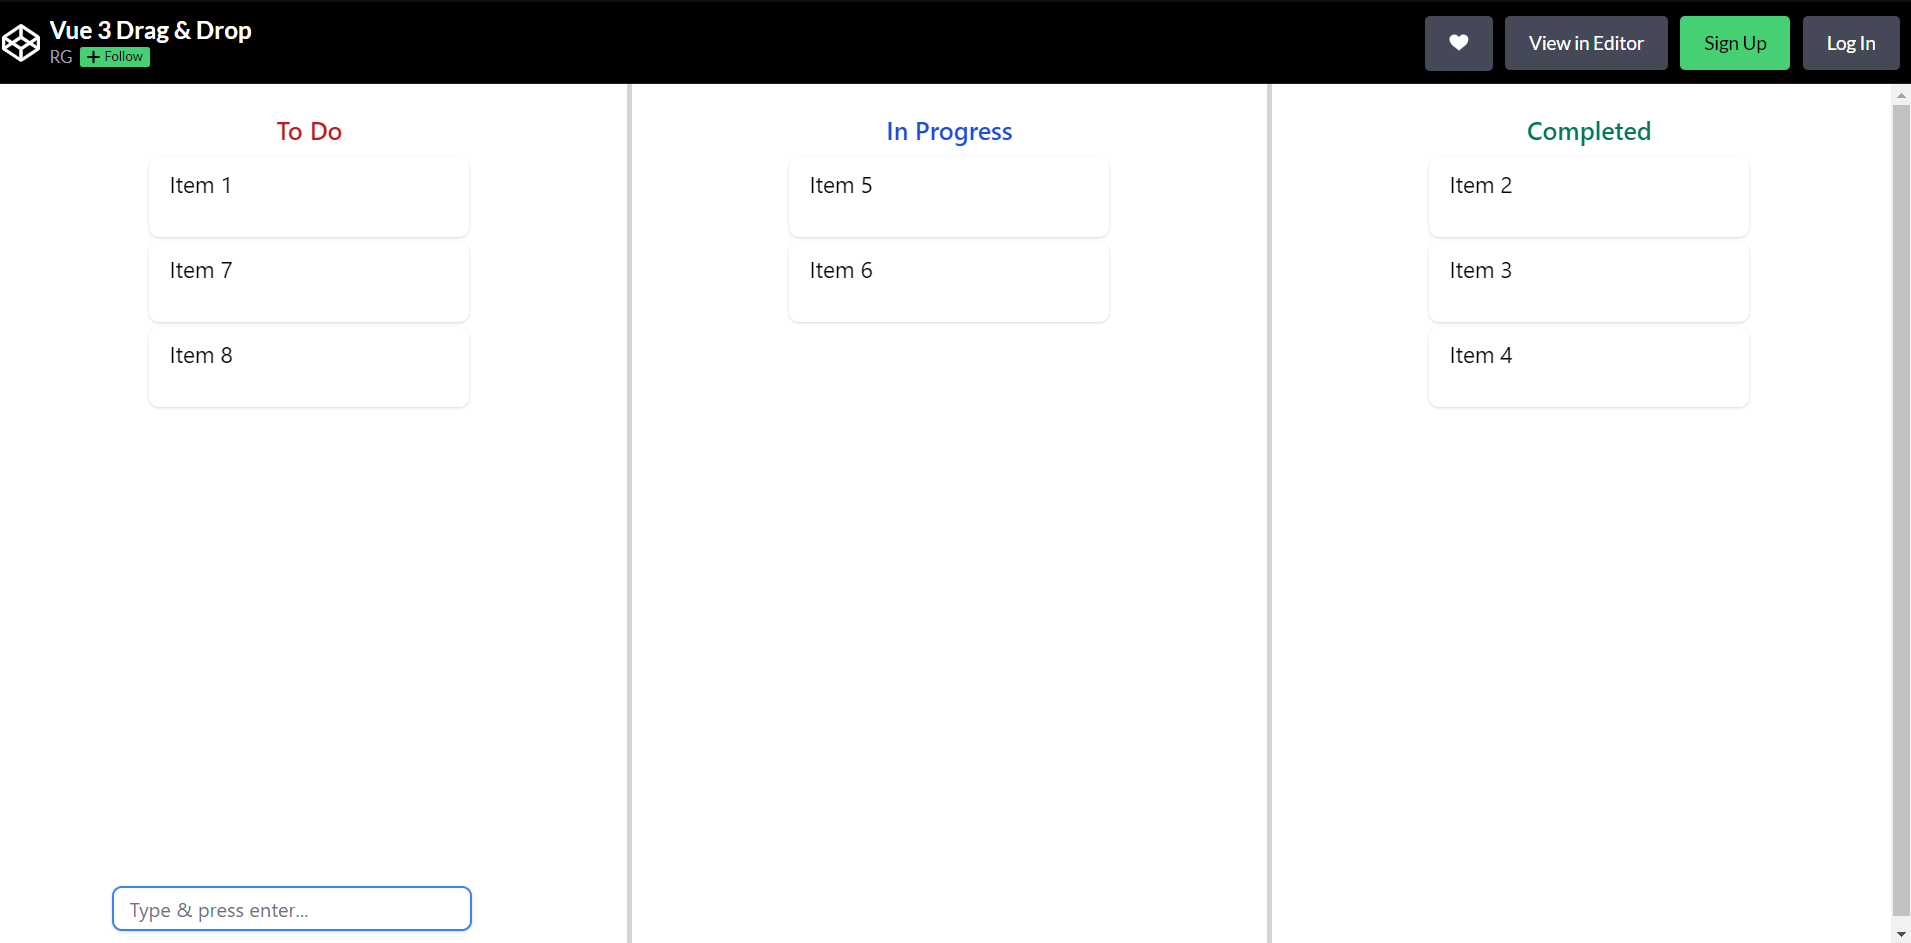 Vue 3 Drag & Drop
RG + Follow
View in Editor
Sign Up
Log In
To Do
Item 1
Item 7
Item 8
Type & press enter...
In Progress
Item 5
Item 6
Completed
Item 2
Item 3
Item 4